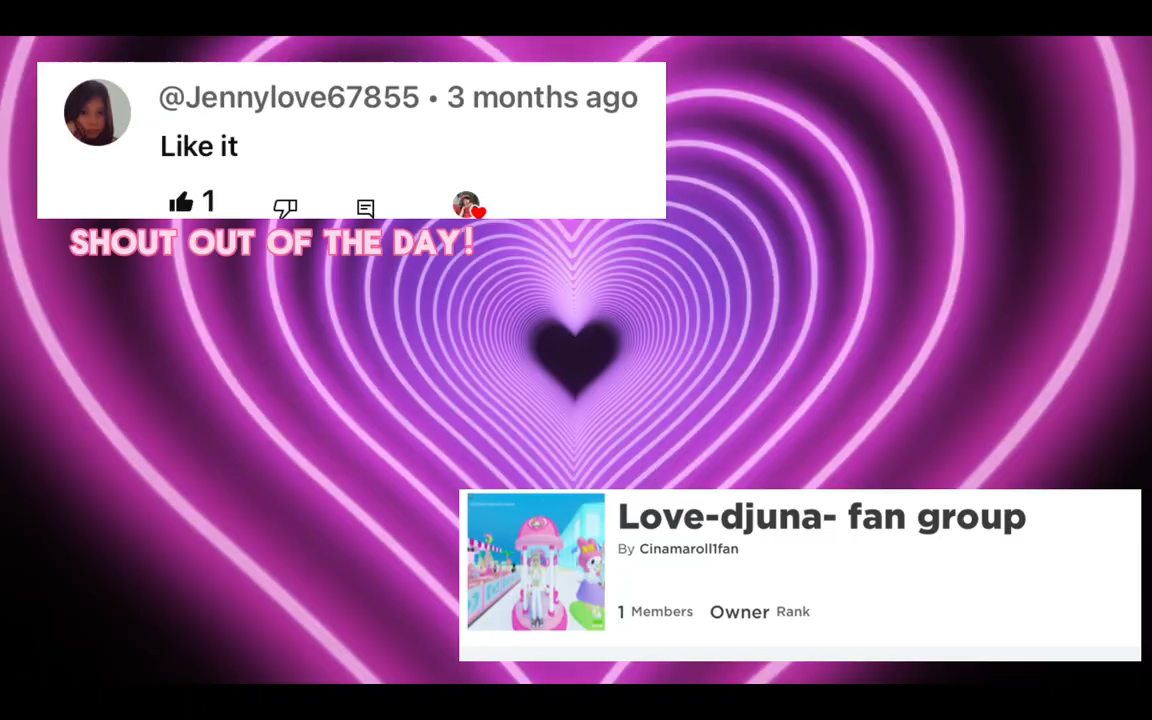 @Jennylove67855 • 3 months ago
Like it
1
SHOUT OUT OF THE DAY!
Love-djuna- fan group
By Cinamaroll1fan
1 Members Owner Rank